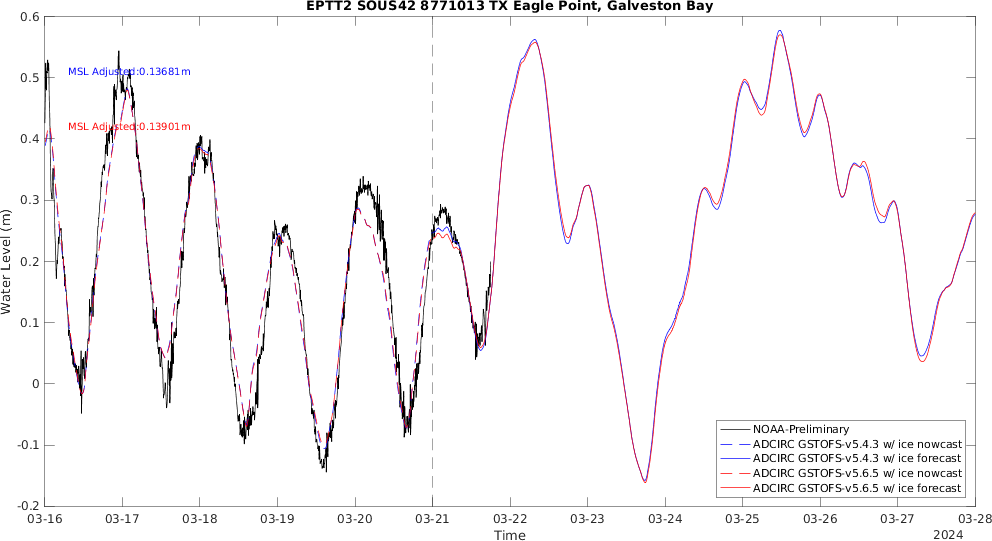 EPTT2 SOUS42 8771013 TX Eagle Point, Galveston Bay
0.6
0.5
0.4
0.3
0.2
0.1
0
-0.1
-0.2
Water Level (m)
MSL Adjusted:0.13681m
MSL Adjusted:0.13901m
NOAA-Preliminary
ADCIRC GSTOFS-v5.4.3 w/ ice nowcast
ADCIRC GSTOFS-v5.4.3 w/ ice forecast
ADCIRC GSTOFS-v5.6.5 w/ ice nowcast
ADCIRC GSTOFS-v5.6.5 w/ ice forecast
03-16 03-17 03-18 03-19 03-20 03-21 03-22 03-23 03-24 03-25 03-26 03-27 03-28
Time
2024